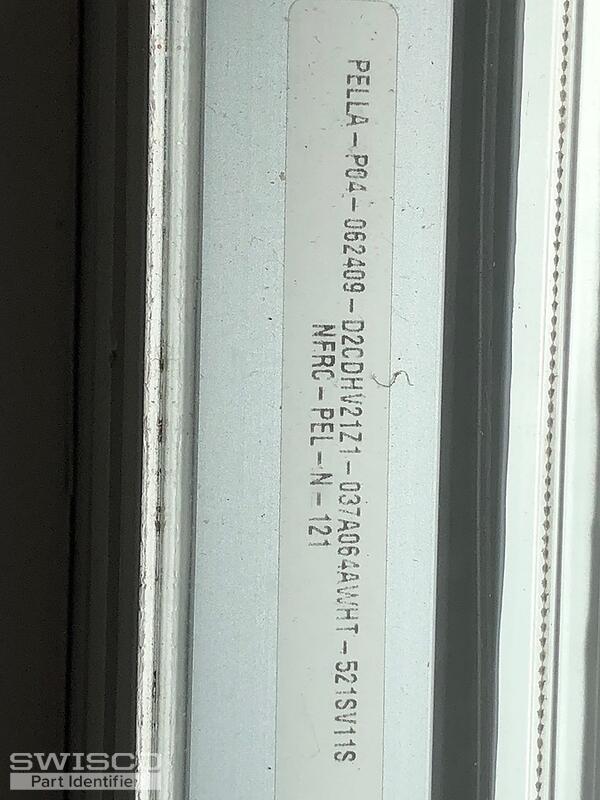 PELLA-P04-062409-D2CDHV21Z1-037A064AWHT-521SV11S
NFRC-PEL-N-121
SWISCO
Part Identifier